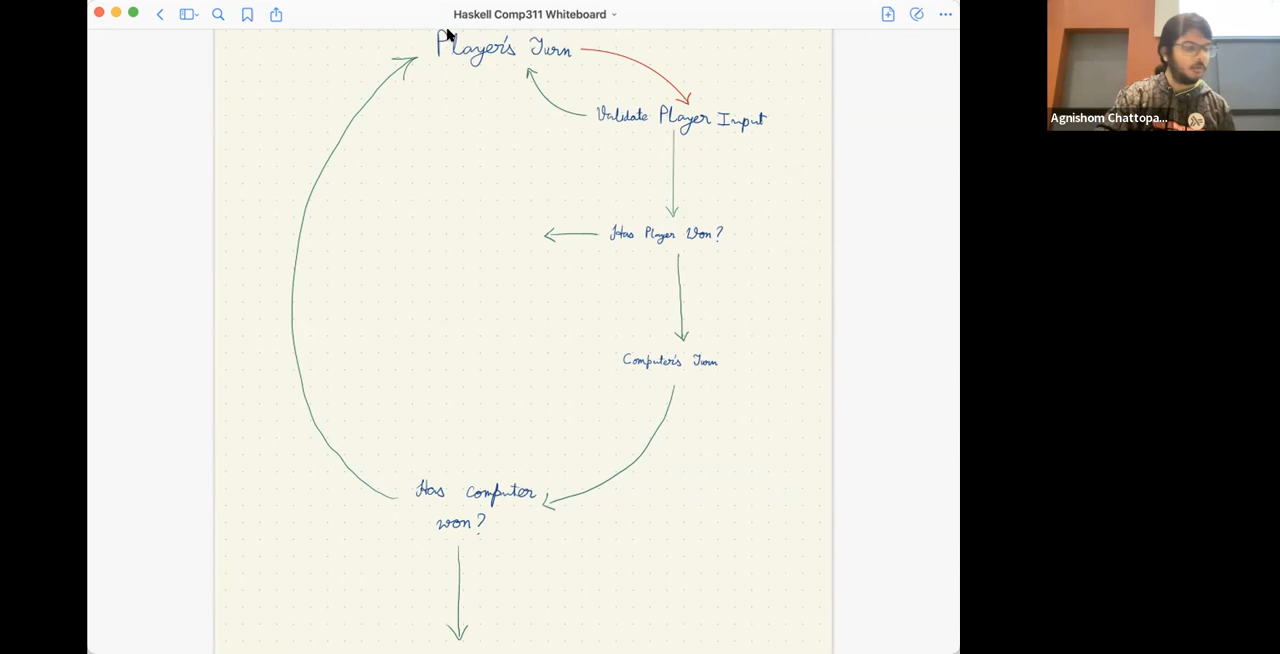 Haskell Comp311 Whiteboard
Player's Turn
Validate Player Input
Has Player Won?
Computer's Turn
Has computer
won?
Agnishom Chattopa...